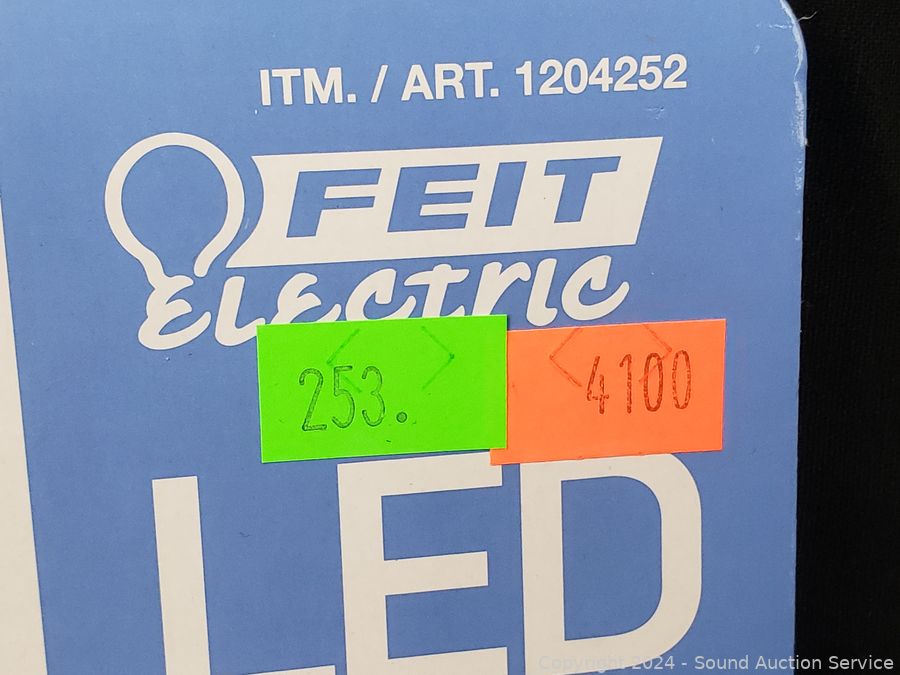 ITM. / ART. 1204252
FEIT
ELECTRIC
253.
4100
LED
Copyright 2024 - Sound Auction Service